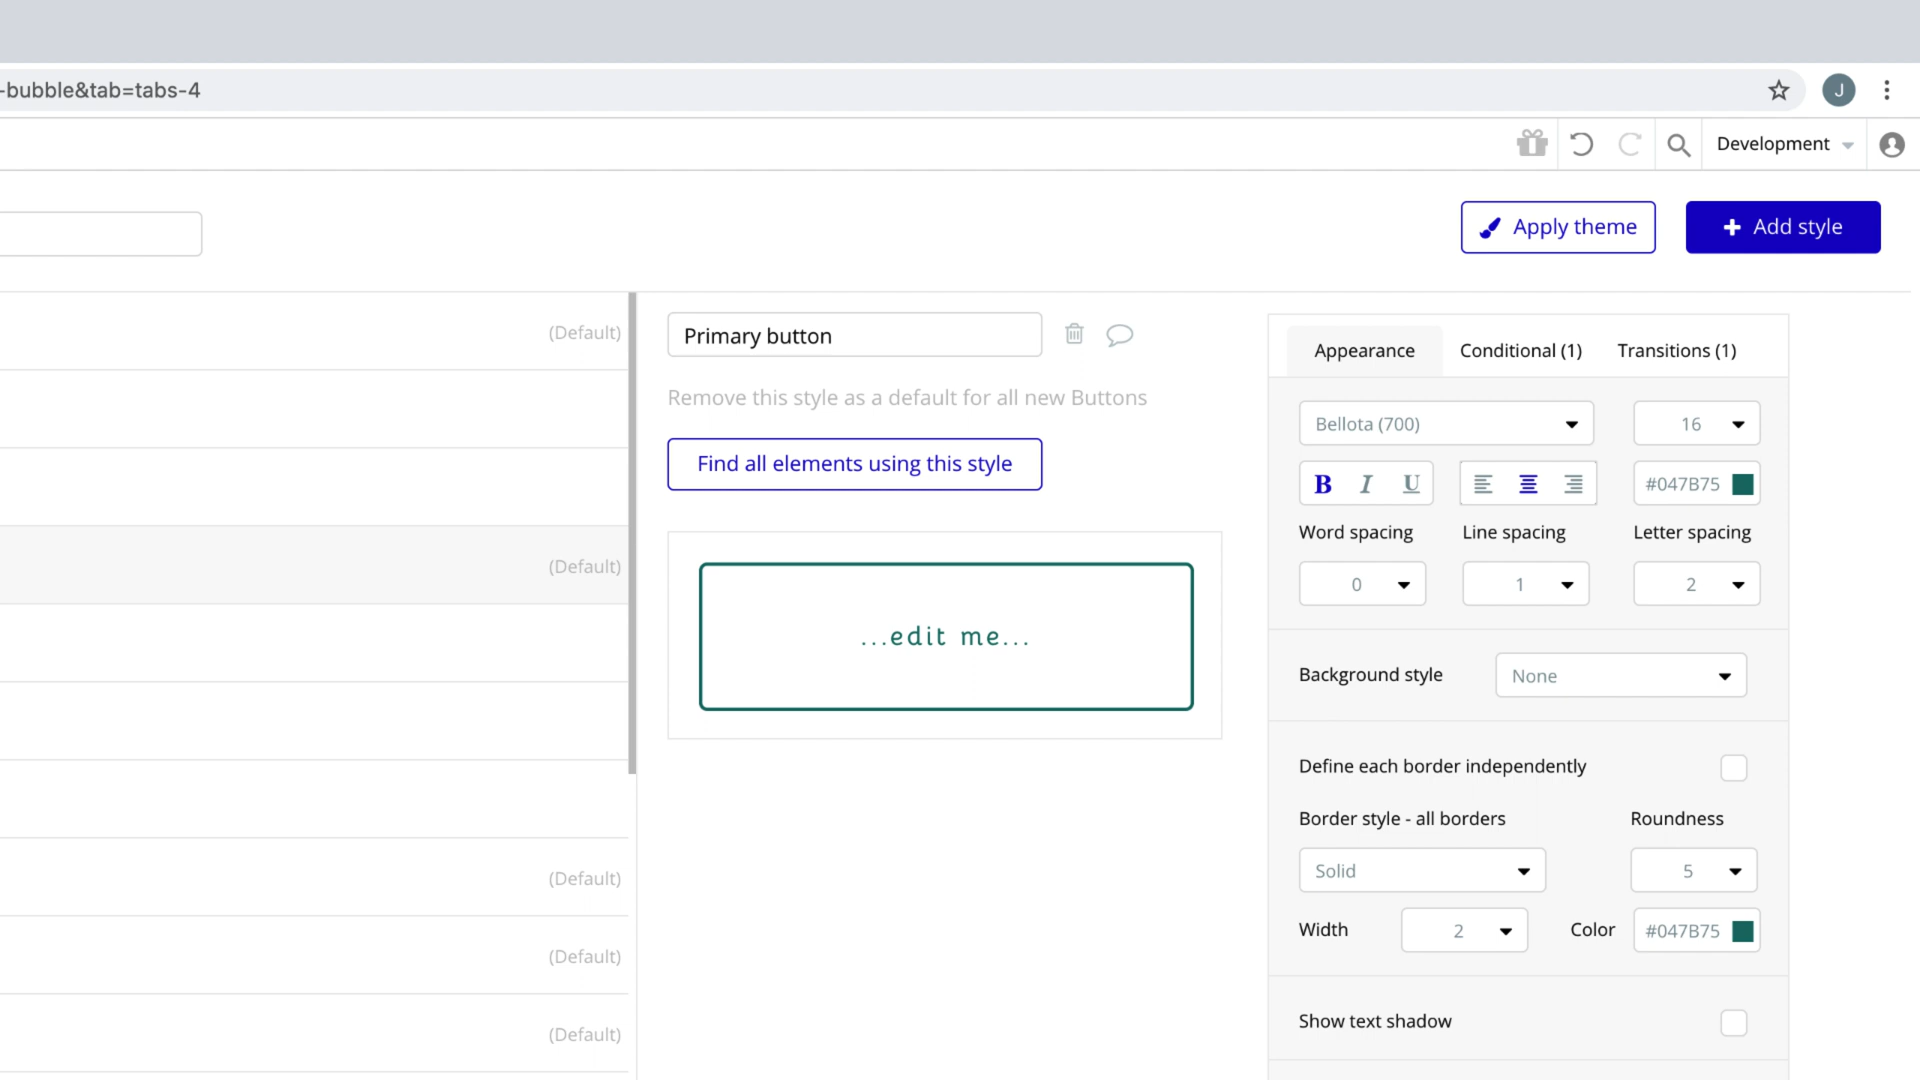 -bubble&tab=tabs-4
J
Development
Apply theme
Add style
(Default)
(Default)
(Default)
(Default)
(Default)
Primary button
Remove this style as a default for all new Buttons
Find all elements using this style
...edit me...
Appearance Conditional (1) Transitions (1)
Bellota (700) 16
B I U #047B75
Word spacing Line spacing Letter spacing
0 1 2
Background style None
Define each border independently
Border style - all borders Roundness
Solid 5
Width 2 Color #047B75
Show text shadow